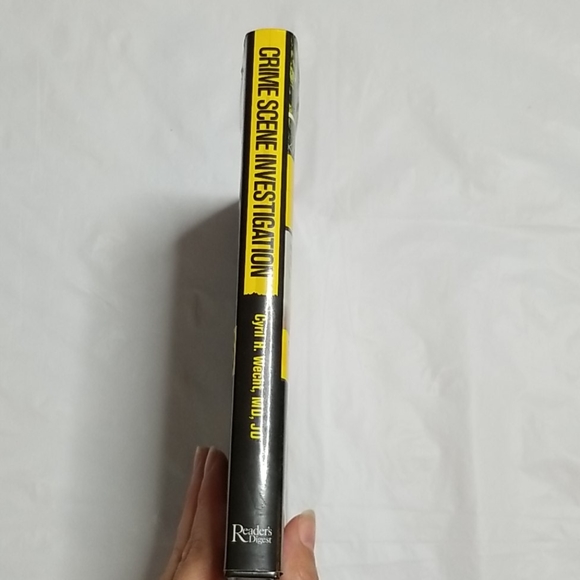 CRIME SCENE INVESTIGATION
Cyril H. Wecht, MD, JD
Reader's
Digest